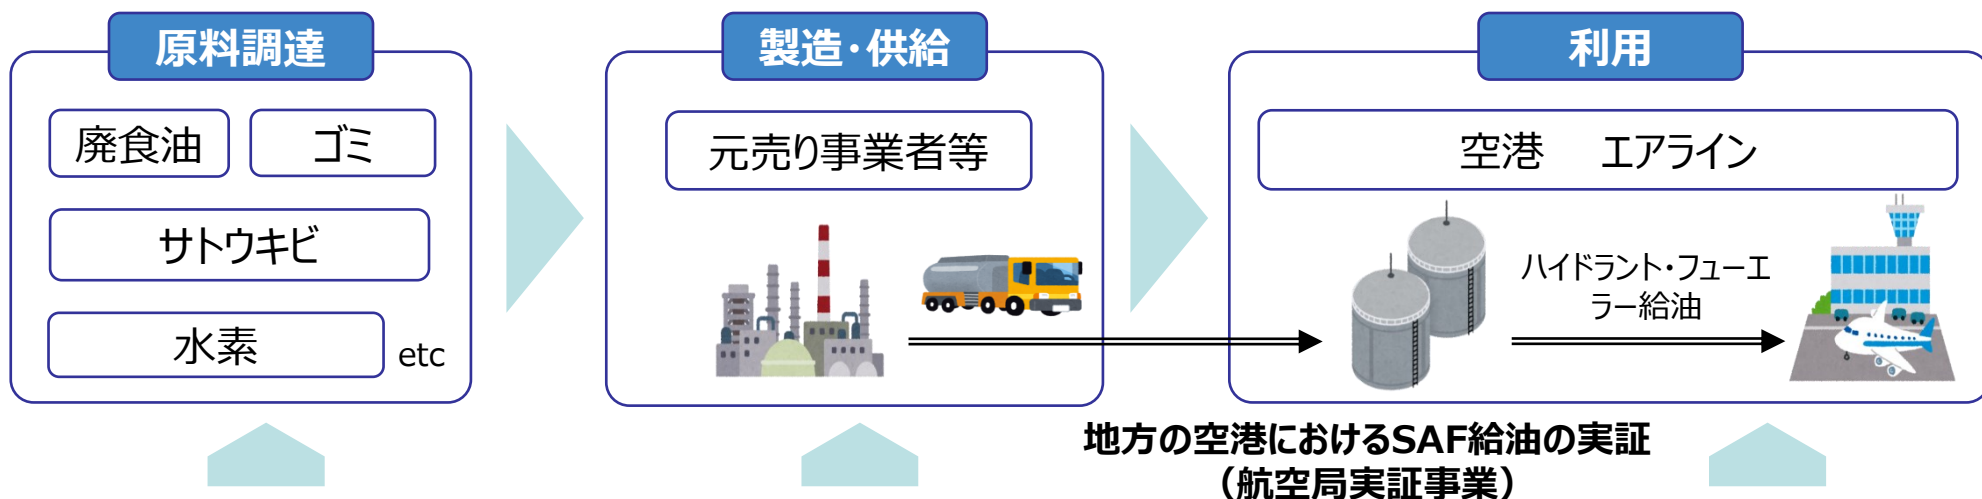 原料調達
廃食油
ゴミ
サトウキビ
水素
etc
製造・供給
元売り事業者等
利用
空港 エアライン
ハイドラント・フューエ
ラー給油
地方の空港におけるSAF給油の実証
（航空局実証事業）